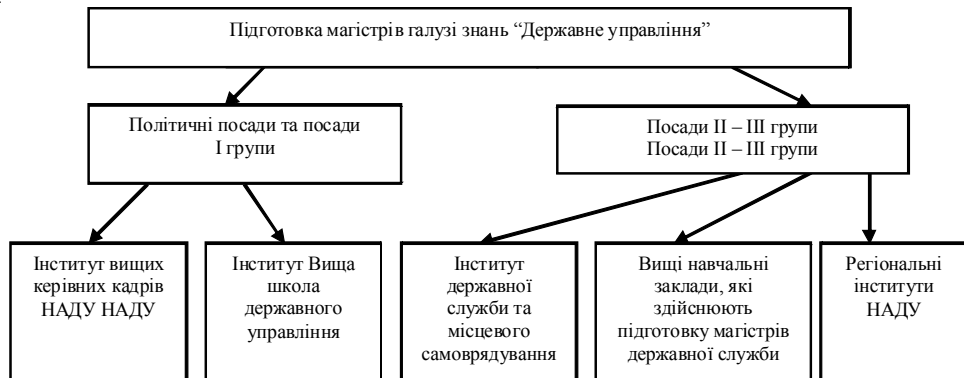 Підготовка магістрів галузі знань “Державне управління”
Політичні посади та посади
I групи
Посади II – III групи
Посади II – III групи
Інститут вищих
керівних кадрів
НАДУ НАДУ
Інститут Вища
школа
державного
управління
Інститут
державної
служби та
місцевого
самоврядування
Вищі навчальні
заклади, які
здійснюють
підготовку магістрів
державної служби
Регіональні
інститути
НАДУ